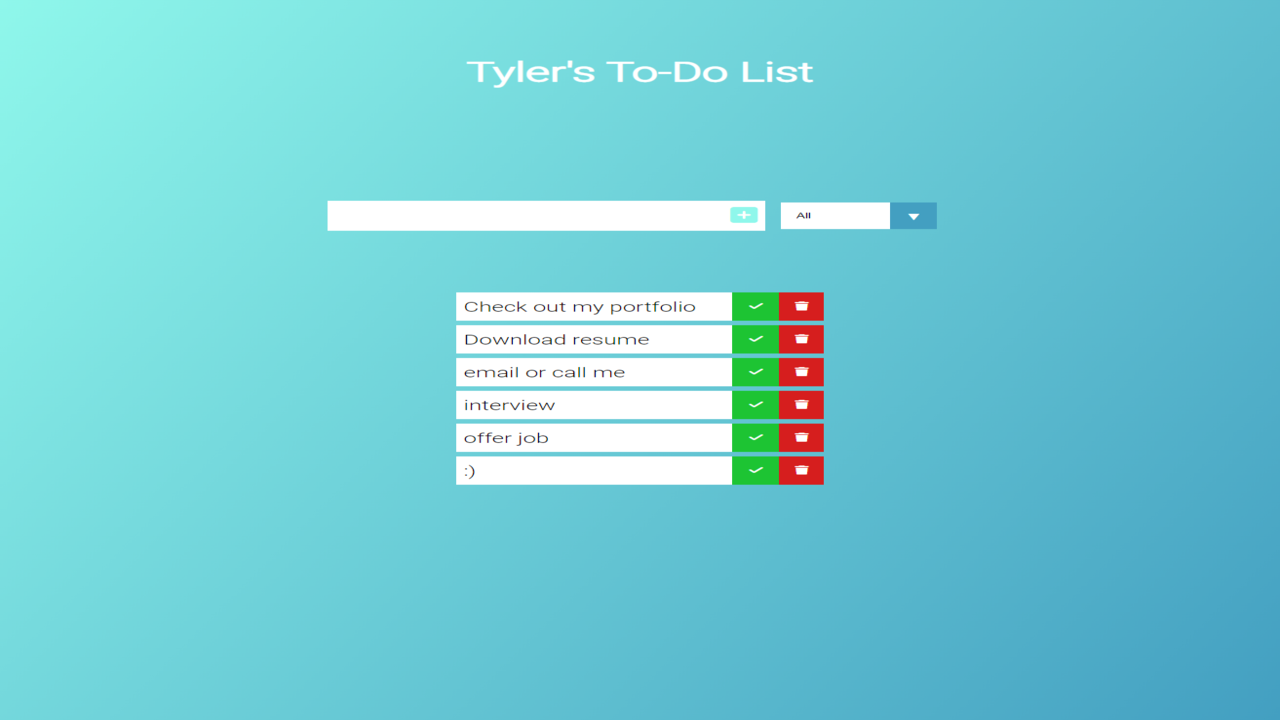 Tyler's To-Do List
All
Check out my portfolio
Download resume
email or call me
interview
offer job
:)